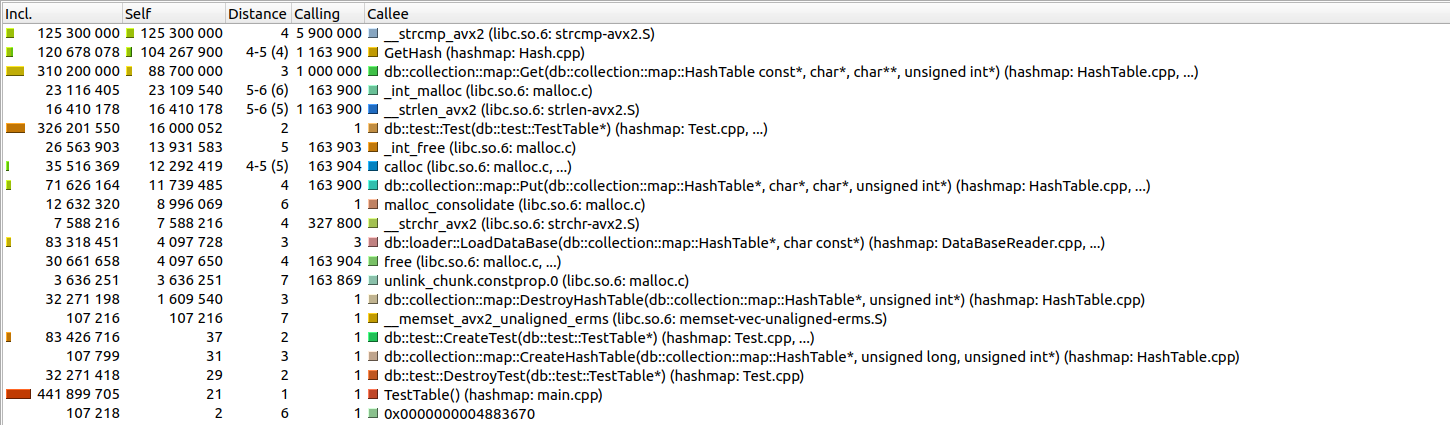 Incl. Self Distance Calling Callee
125 300 000 125 300 000 4 5 900 000 __strcmp_avx2 (libc.so.6: strcmp-avx2.S)
120 678 078 104 267 900 4-5 (4) 1 163 900 GetHash (hashmap: Hash.cpp)
310 200 000 88 700 000 3 1 000 000 db::collection::map::Get(db::collection::map::HashTable const*, char*, char**, unsigned int*) (hashmap: HashTable.cpp, ...)
23 116 405 23 109 540 5-6 (6) 163 900 _int_malloc (libc.so.6: malloc.c)
16 410 178 16 410 178 5-6 (5) 1 163 900 __strlen_avx2 (libc.so.6: strlen-avx2.S)
326 201 550 16 000 052 2 1 db::test::Test(db::test::TestTable*) (hashmap: Test.cpp, ...)
26 563 903 13 931 583 5 163 903 _int_free (libc.so.6: malloc.c)
35 516 369 12 292 419 4-5 (5) 163 904 calloc (libc.so.6: malloc.c, ...)
71 626 164 11 739 485 4 163 900 db::collection::map::Put(db::collection::map::HashTable*, char*, char*, unsigned int*) (hashmap: HashTable.cpp, ...)
12 632 320 8 996 069 6 1 malloc_consolidate (libc.so.6: malloc.c)
7 588 216 7 588 216 4 327 800 __strchr_avx2 (libc.so.6: strchr-avx2.S)
83 318 451 4 097 728 3 3 db::loader::LoadDataBase(db::collection::map::HashTable*, char const*) (hashmap: DataBaseReader.cpp, ...)
30 661 658 4 097 650 4 163 904 free (libc.so.6: malloc.c, ...)
3 636 251 3 636 251 7 163 869 unlink_chunk.constprop.0 (libc.so.6: malloc.c)
32 271 198 1 609 540 3 1 db::collection::map::DestroyHashTable(db::collection::map::HashTable*, unsigned int*) (hashmap: HashTable.cpp)
107 216 107 216 7 1 __memset_avx2_unaligned_erms (libc.so.6: memset-vec-unaligned-erms.S)
83 426 716 37 2 1 db::test::CreateTest(db::test::TestTable*) (hashmap: Test.cpp, ...)
107 799 31 3 1 db::collection::map::CreateHashTable(db::collection::map::HashTable*, unsigned long, unsigned int*) (hashmap: HashTable.cpp)
32 271 418 29 2 1 db::test::DestroyTest(db::test::TestTable*) (hashmap: Test.cpp)
441 899 705 21 1 1 TestTable() (hashmap: main.cpp)
107 218 2 6 1 0x0000000004883670